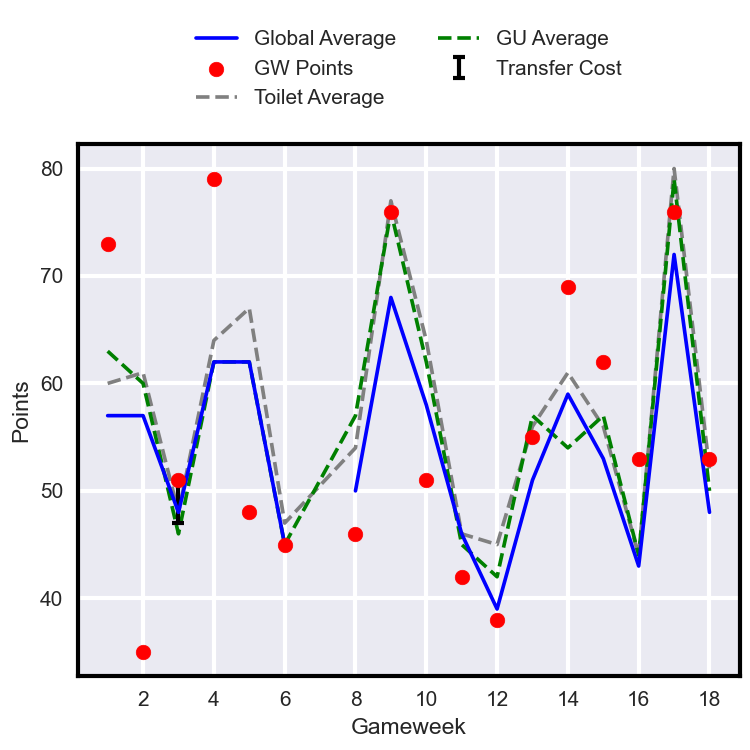 Global Average
GW Points
Toilet Average
GU Average
Transfer Cost
80
70
60
50
40
Points
2 4 6 8 10 12 14 16 18
Gameweek